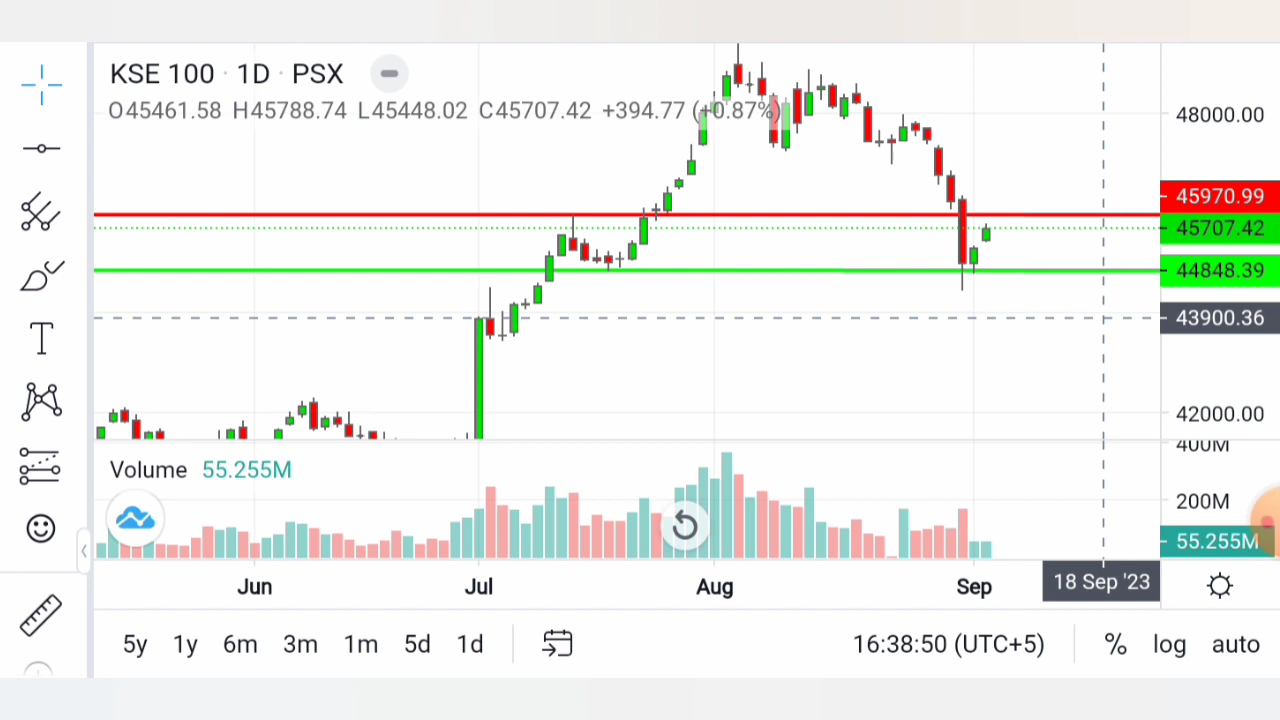 KSE 100 · 1D · PSX
O45461.58 H45788.74 L45448.02 C45707.42 +394.77 (+0.87%)
48000.00
45970.99
45707.42
44848.39
43900.36
42000.00
400M
Volume 55.255M
200M
55.255M
Jun Jul Aug Sep 18 Sep '23
5y 1y 6m 3m 1m 5d 1d 16:38:50 (UTC+5) % log auto